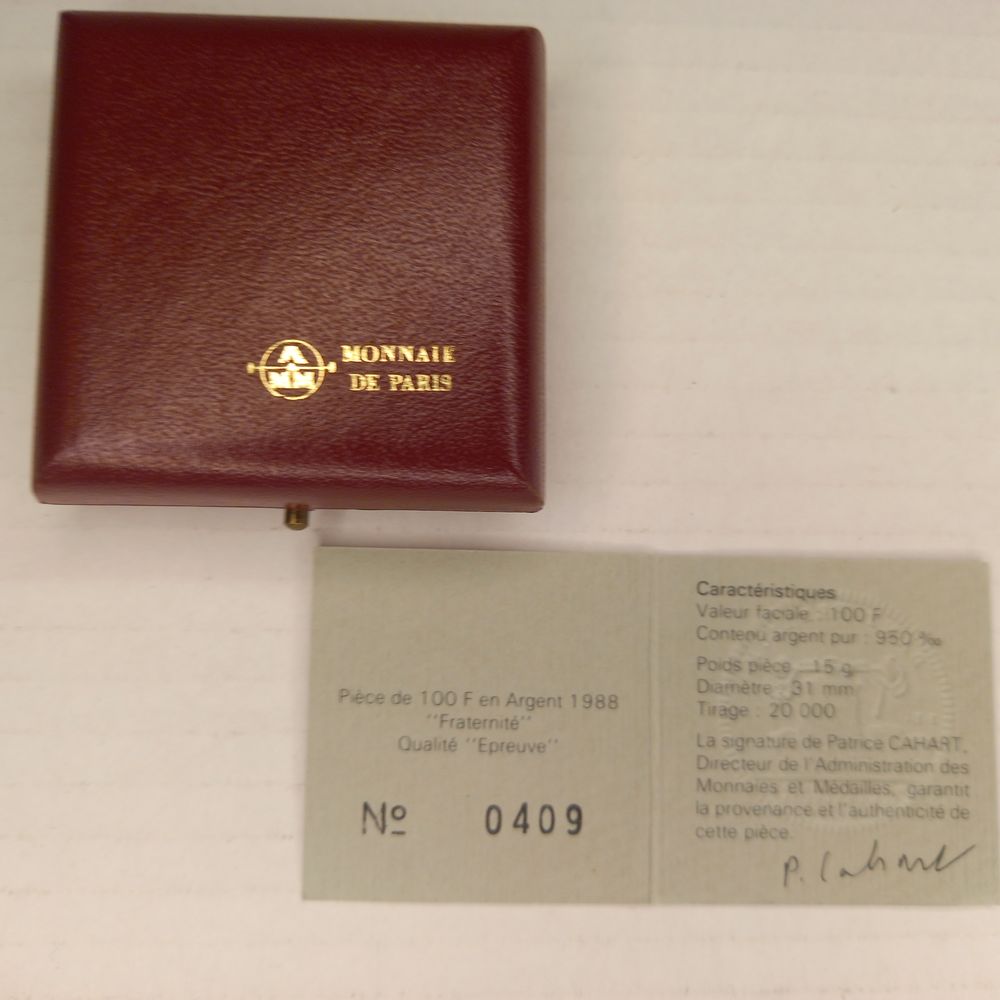 A
MM
MONNAIE
DE PARIS
Pièce de 100 F en Argent 1988
"Fraternité"
Qualité "Epreuve"
Nº 0409
Caractéristiques
Valeur faciale : 100 F
Contenu argent pur : 950 ‰
Poids pièce : 15 g
Diamètre : 31 mm
Tirage : 20 000
La signature de Patrice CAHART,
Directeur de l'Administration des
Monnaies et Médailles, garantit
la provenance et l'authenticité de
cette pièce.
P. Cahart